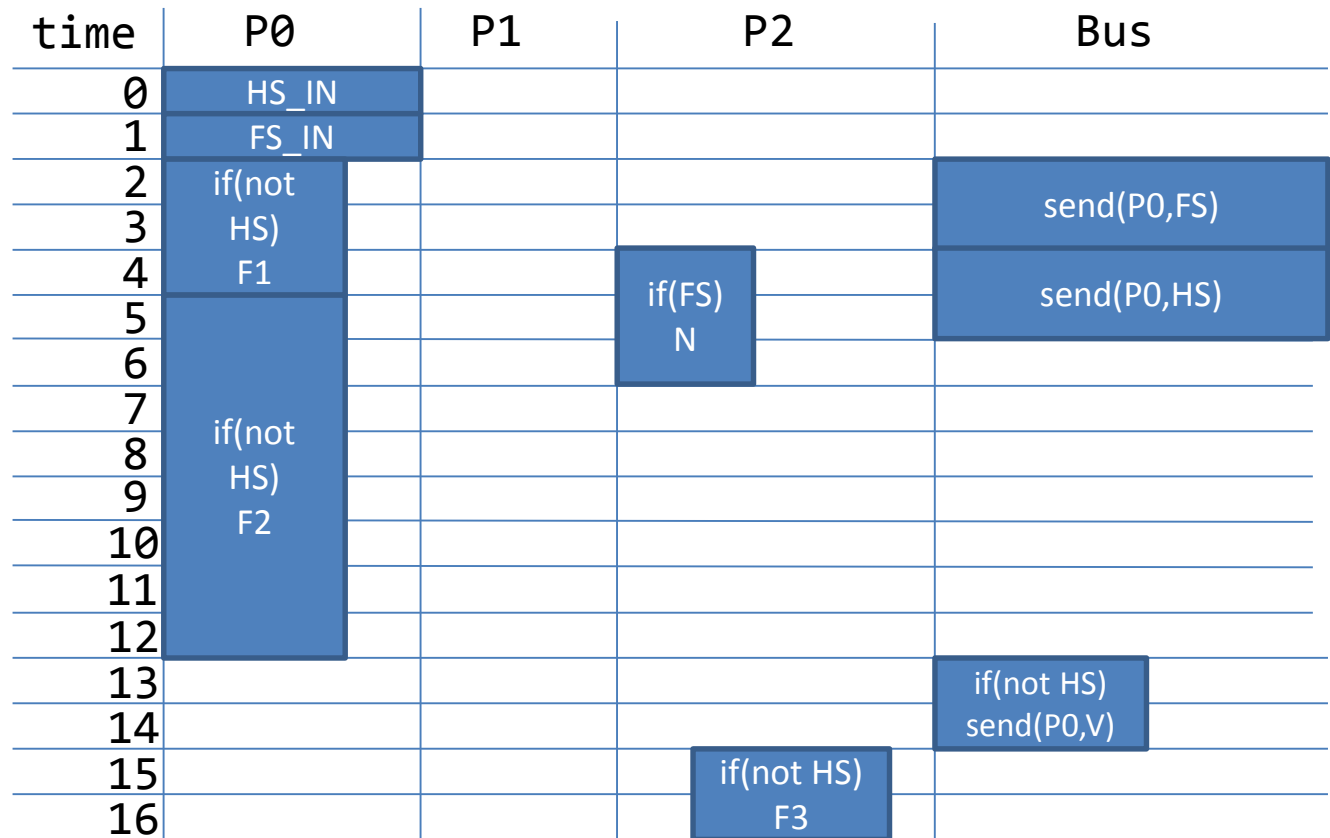 time P0 P1 P2 Bus
0 HS_IN
1 FS_IN
2 if(not
3 HS) send(P0,FS)
4 F1
5 if(FS) send(P0,HS)
6 N
7
8 if(not
9 HS)
10 F2
11
12
13 if(not HS)
14 send(P0,V)
15 if(not HS)
16 F3